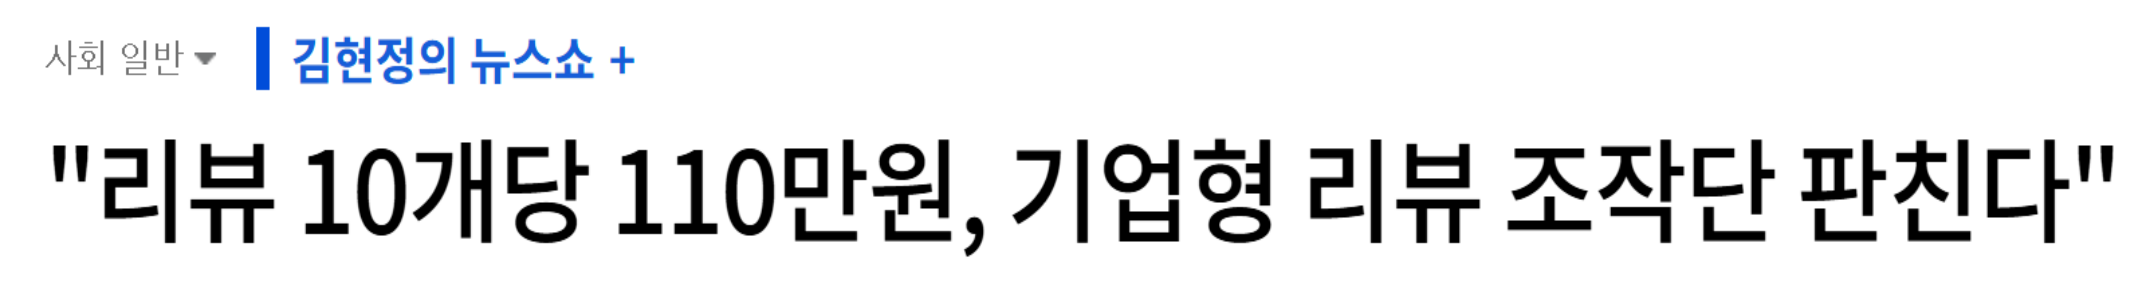 사회 일반 김현정의 뉴스쇼 +
"리뷰 10개당 110만원, 기업형 리뷰 조작단 판친다"